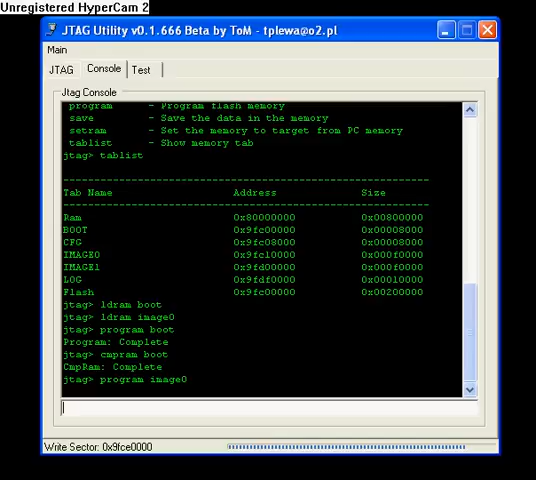 Unregistered HyperCam 2
JTAG Utility v0.1.666 Beta by ToM - tplewa@o2.pl
Main
JTAG Console Test
Jtag Console
program - Program flash memory
save - Save the data in the memory
setram - Set the memory to target from PC memory
tablist - Show memory tab
jtag> tablist
--------------------------------------------------------
Tab Name Address Size
--------------------------------------------------------
Ram 0x80000000 0x00800000
BOOT 0x9fc00000 0x00008000
CFG 0x9fc08000 0x00008000
IMAGE0 0x9fc10000 0x000f0000
IMAGE1 0x9fd00000 0x000f0000
LOG 0x9fdf0000 0x00010000
Flash 0x9fc00000 0x00200000
jtag> ldram boot
jtag> ldram image0
jtag> program boot
Program: Complete
jtag> cmpram boot
CmpRam: Complete
jtag> program image0
Write Sector: 0x9fce0000